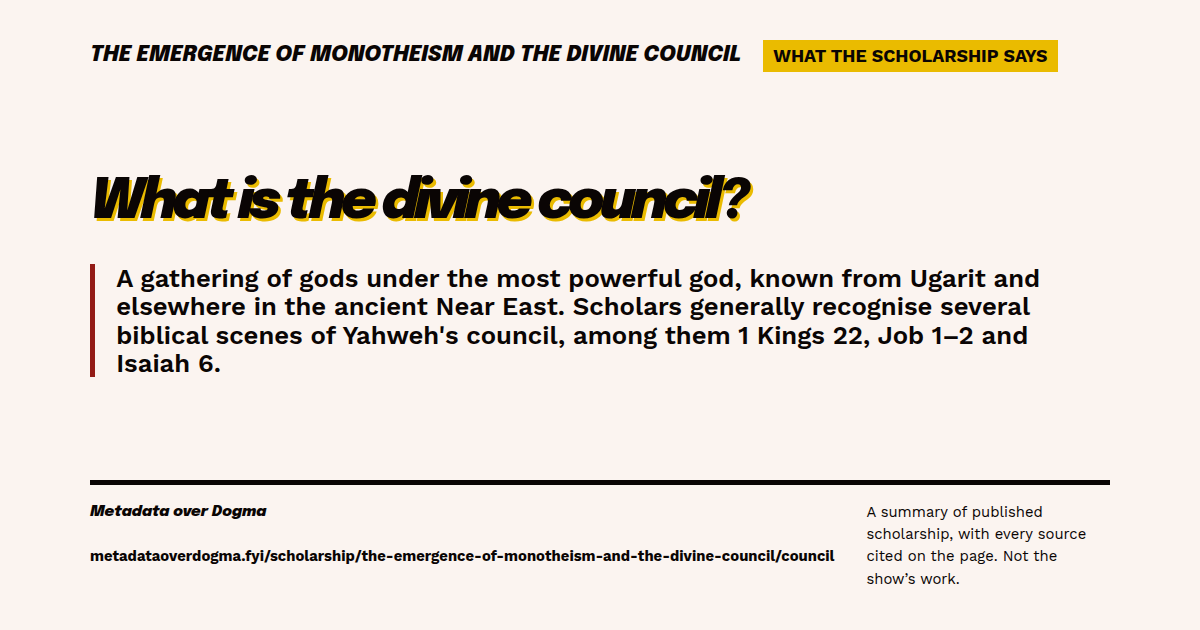 THE EMERGENCE OF MONOTHEISM AND THE DIVINE COUNCIL
WHAT THE SCHOLARSHIP SAYS
What is the divine council?
A gathering of gods under the most powerful god, known from Ugarit and
elsewhere in the ancient Near East. Scholars generally recognise several
biblical scenes of Yahweh's council, among them 1 Kings 22, Job 1–2 and
Isaiah 6.
Metadata over Dogma
metadataoverdogma.fyi/scholarship/the-emergence-of-monotheism-and-the-divine-council/council
A summary of published
scholarship, with every source
cited on the page. Not the
show’s work.